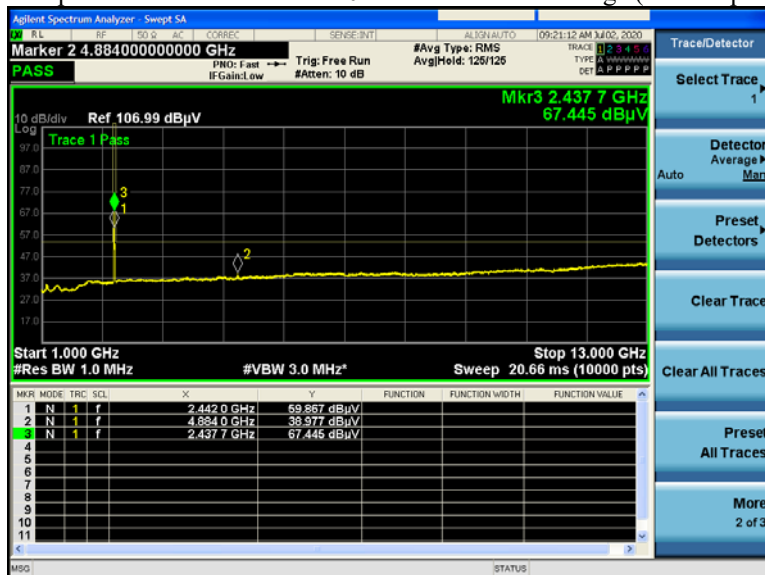 Agilent Spectrum Analyzer - Swept SA
RL RF 50 Ω AC CORREC SENSE:INT ALIGN AUTO 09:21:12 AM Jul 02, 2020
Marker 2 4.884000000000 GHz #Avg Type: RMS TRACE 1 2 3 4 5 6
PNO: Fast Trig: Free Run Avg|Hold: 125/125 TYPE A WWWWW
PASS IFGain:Low #Atten: 10 dB DET A P P P P P
Mkr3 2.437 7 GHz
10 dB/div Ref 106.99 dBµV 67.445 dBµV
Log
Trace 1 Pass
97.0
87.0
77.0
3
67.0
1
57.0
47.0
2
37.0
27.0
17.0
Start 1.000 GHz Stop 13.000 GHz
#Res BW 1.0 MHz #VBW 3.0 MHz* Sweep 20.66 ms (10000 pts)
MKR MODE TRC SCL X Y FUNCTION FUNCTION WIDTH FUNCTION VALUE
1 N 1 f 2.442 0 GHz 59.867 dBµV
2 N 1 f 4.884 0 GHz 38.977 dBµV
3 N 1 f 2.437 7 GHz 67.445 dBµV
4
5
6
7
8
9
10
11
MSG STATUS
Trace/Detector
Select Trace
1
Detector
Average
Auto Man
Preset
Detectors
Clear Trace
Clear All Traces
Preset
All Traces
More
2 of 3